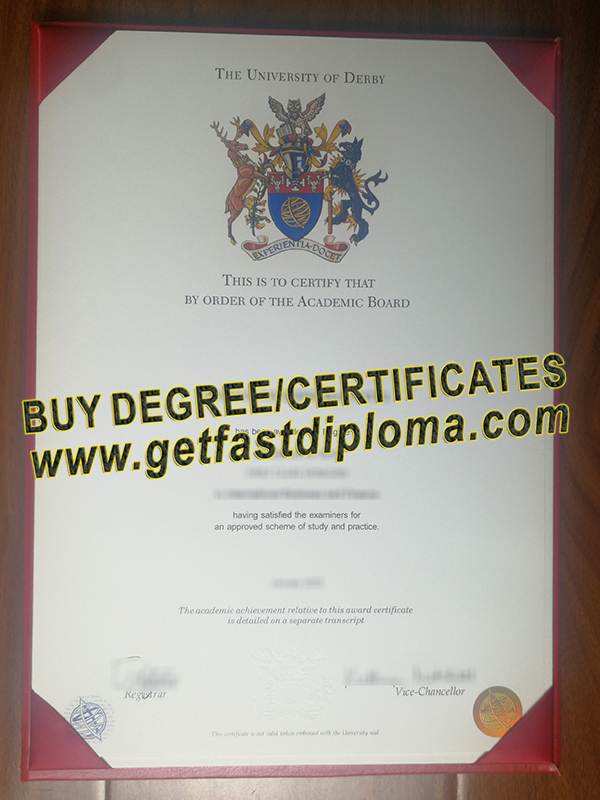 THE UNIVERSITY OF DERBY
EXPERIENTIA DOCET
THIS IS TO CERTIFY THAT
BY ORDER OF THE ACADEMIC BOARD
BUY DEGREE/CERTIFICATES
has been
www.getfastdiploma.com
having satisfied the examiners for
an approved scheme of study and practice.
The academic achievement relative to this award certificate
is detailed on a separate transcript
Registrar
Vice-Chancellor
This certificate is not valid unless embossed with the University seal